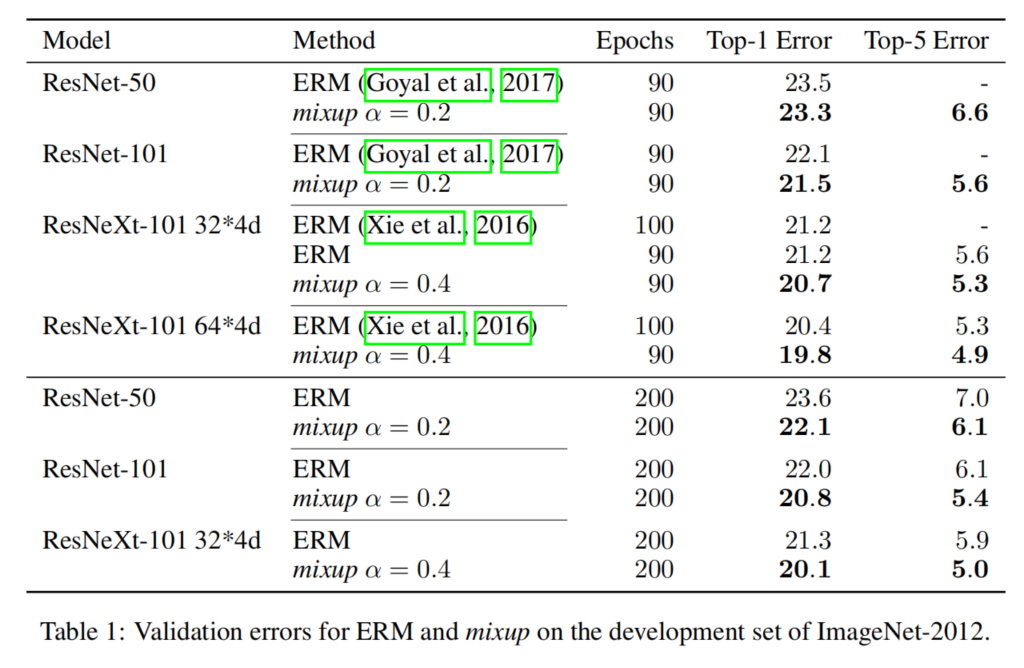 Model Method Epochs Top-1 Error Top-5 Error
ResNet-50 ERM (Goyal et al., 2017) 90 23.5 -
mixup α = 0.2 90 23.3 6.6
ResNet-101 ERM (Goyal et al., 2017) 90 22.1 -
mixup α = 0.2 90 21.5 5.6
ResNeXt-101 32*4d ERM (Xie et al., 2016) 100 21.2 -
ERM 90 21.2 5.6
mixup α = 0.4 90 20.7 5.3
ResNeXt-101 64*4d ERM (Xie et al., 2016) 100 20.4 5.3
mixup α = 0.4 90 19.8 4.9
ResNet-50 ERM 200 23.6 7.0
mixup α = 0.2 200 22.1 6.1
ResNet-101 ERM 200 22.0 6.1
mixup α = 0.2 200 20.8 5.4
ResNeXt-101 32*4d ERM 200 21.3 5.9
mixup α = 0.4 200 20.1 5.0
Table 1: Validation errors for ERM and mixup on the development set of ImageNet-2012.